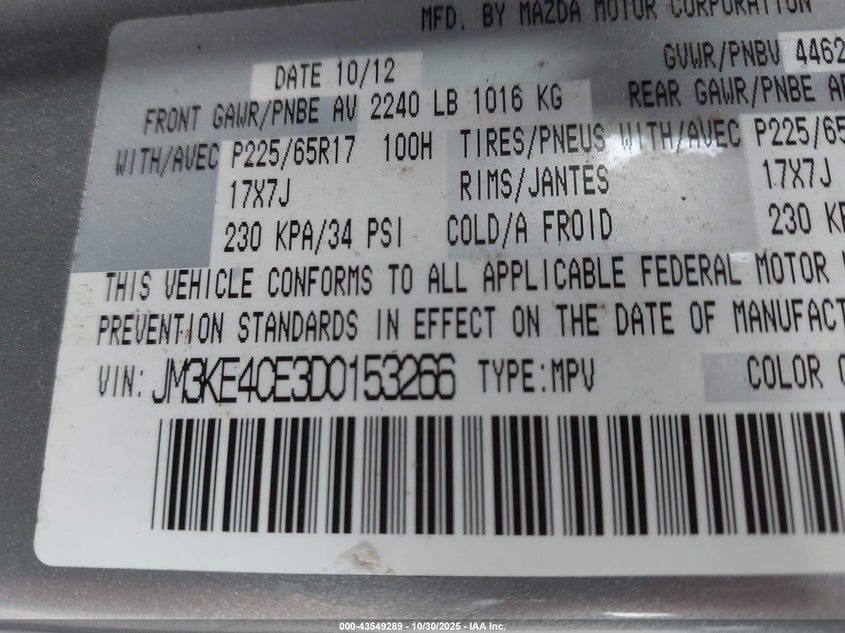 MFD. BY MAZDA MOTOR CORPORATION
DATE 10/12 GVWR/PNBV 4462
FRONT GAWR/PNBE AV 2240 LB 1016 KG REAR GAWR/PNBE AR
WITH/AVEC P225/65R17 100H TIRES/PNEUS WITH/AVEC P225/65
17X7J RIMS/JANTES 17X7J
230 KPA/34 PSI COLD/A FROID 230 KP
THIS VEHICLE CONFORMS TO ALL APPLICABLE FEDERAL MOTOR
PREVENTION STANDARDS IN EFFECT ON THE DATE OF MANUFACT
VIN: JM3KE4CE3D0153266 TYPE:MPV COLOR
000-43549289 - 10/30/2025 - IAA Inc.